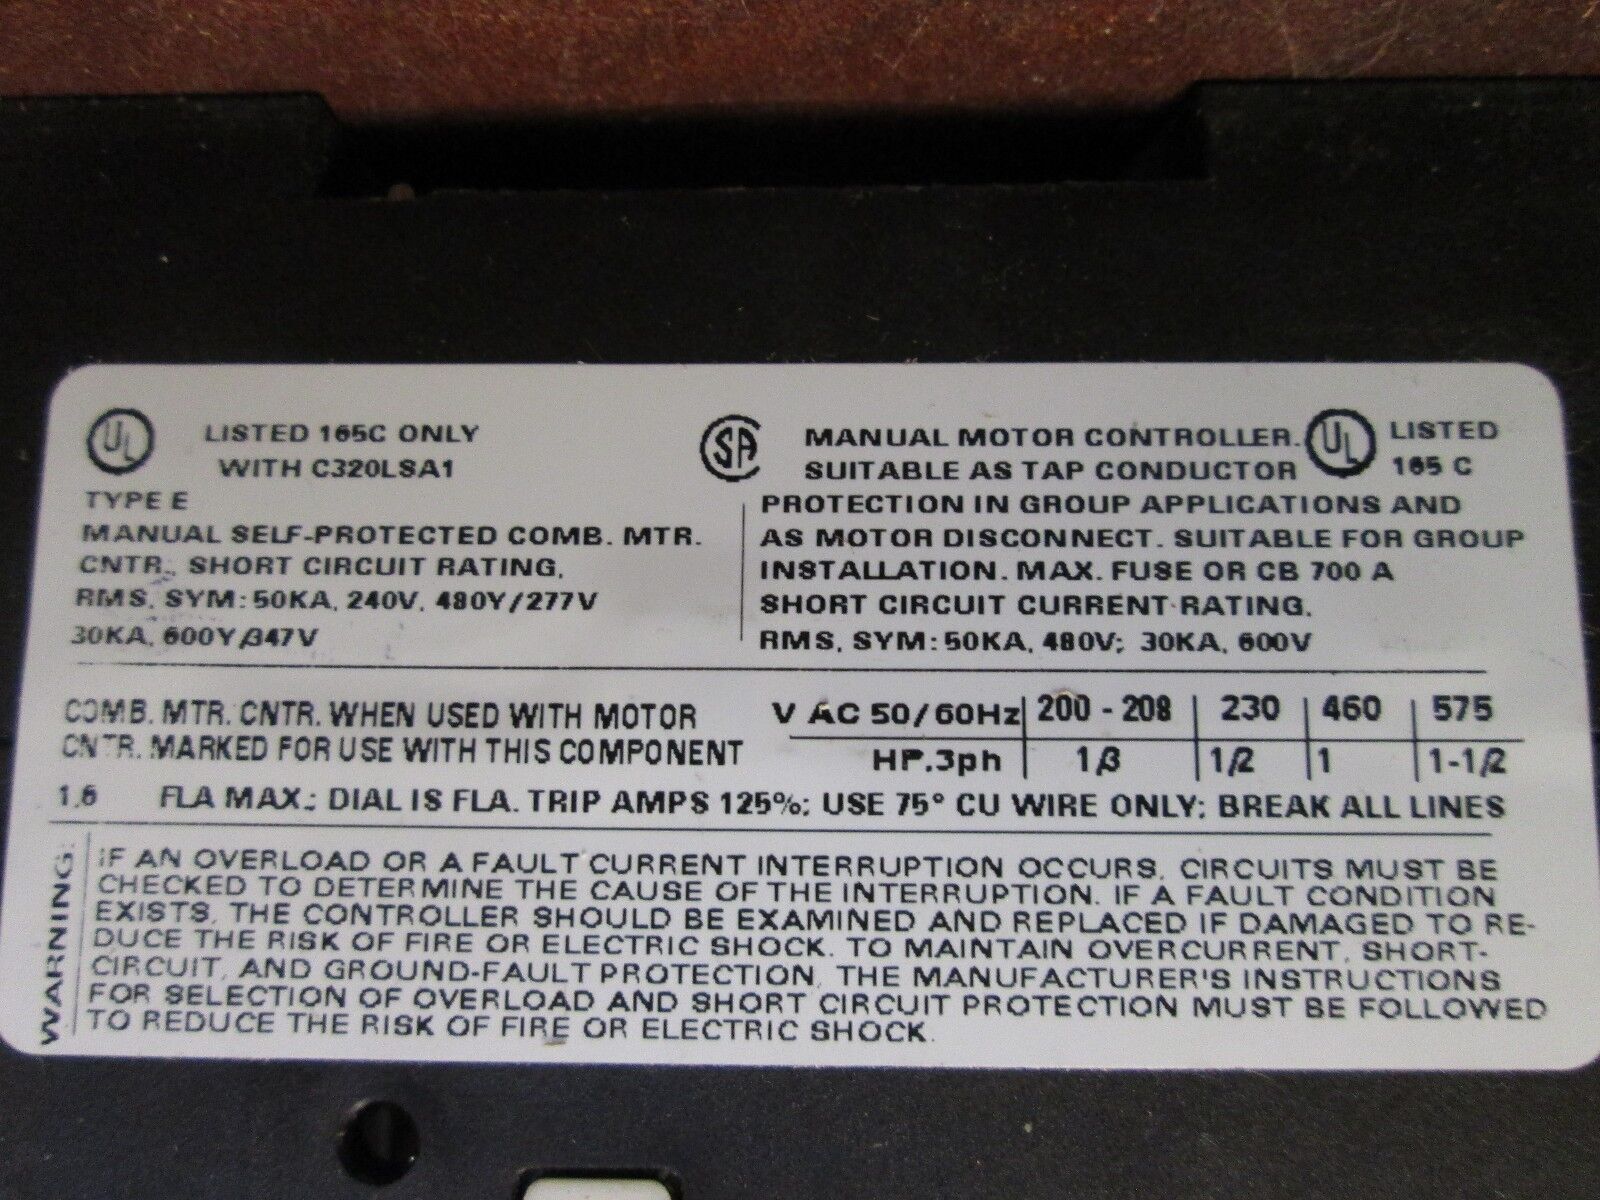 UL LISTED 165C ONLY
WITH C320LSA1
TYPE E
MANUAL SELF-PROTECTED COMB. MTR.
CNTR., SHORT CIRCUIT RATING,
RMS, SYM: 50KA, 240V, 480Y/277V
30KA, 600Y/347V
SA MANUAL MOTOR CONTROLLER. UL LISTED
SUITABLE AS TAP CONDUCTOR 165 C
PROTECTION IN GROUP APPLICATIONS AND
AS MOTOR DISCONNECT. SUITABLE FOR GROUP
INSTALLATION. MAX. FUSE OR CB 700 A
SHORT CIRCUIT CURRENT RATING.
RMS, SYM: 50KA, 480V; 30KA, 600V
COMB. MTR. CNTR. WHEN USED WITH MOTOR
CNTR. MARKED FOR USE WITH THIS COMPONENT
V AC 50/60Hz 200 - 208 230 460 575
HP.3ph 1/3 1/2 1 1-1/2
1.6 FLA MAX.; DIAL IS FLA. TRIP AMPS 125%; USE 75° CU WIRE ONLY; BREAK ALL LINES
WARNING:
IF AN OVERLOAD OR A FAULT CURRENT INTERRUPTION OCCURS, CIRCUITS MUST BE
CHECKED TO DETERMINE THE CAUSE OF THE INTERRUPTION. IF A FAULT CONDITION
EXISTS, THE CONTROLLER SHOULD BE EXAMINED AND REPLACED IF DAMAGED TO RE-
DUCE THE RISK OF FIRE OR ELECTRIC SHOCK. TO MAINTAIN OVERCURRENT, SHORT-
CIRCUIT, AND GROUND-FAULT PROTECTION, THE MANUFACTURER'S INSTRUCTIONS
FOR SELECTION OF OVERLOAD AND SHORT CIRCUIT PROTECTION MUST BE FOLLOWED
TO REDUCE THE RISK OF FIRE OR ELECTRIC SHOCK.